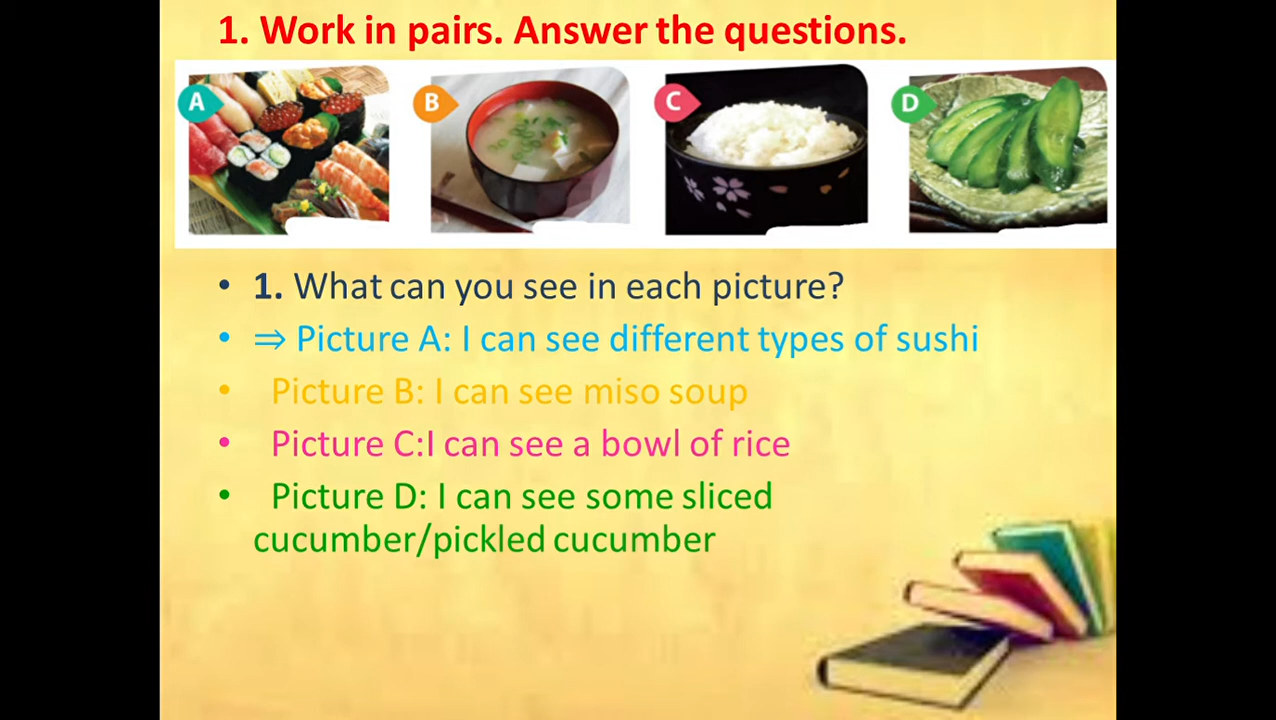 1. Work in pairs. Answer the questions.
A B C D
• 1. What can you see in each picture?
• ⇒ Picture A: I can see different types of sushi
• Picture B: I can see miso soup
• Picture C:I can see a bowl of rice
• Picture D: I can see some sliced
cucumber/pickled cucumber